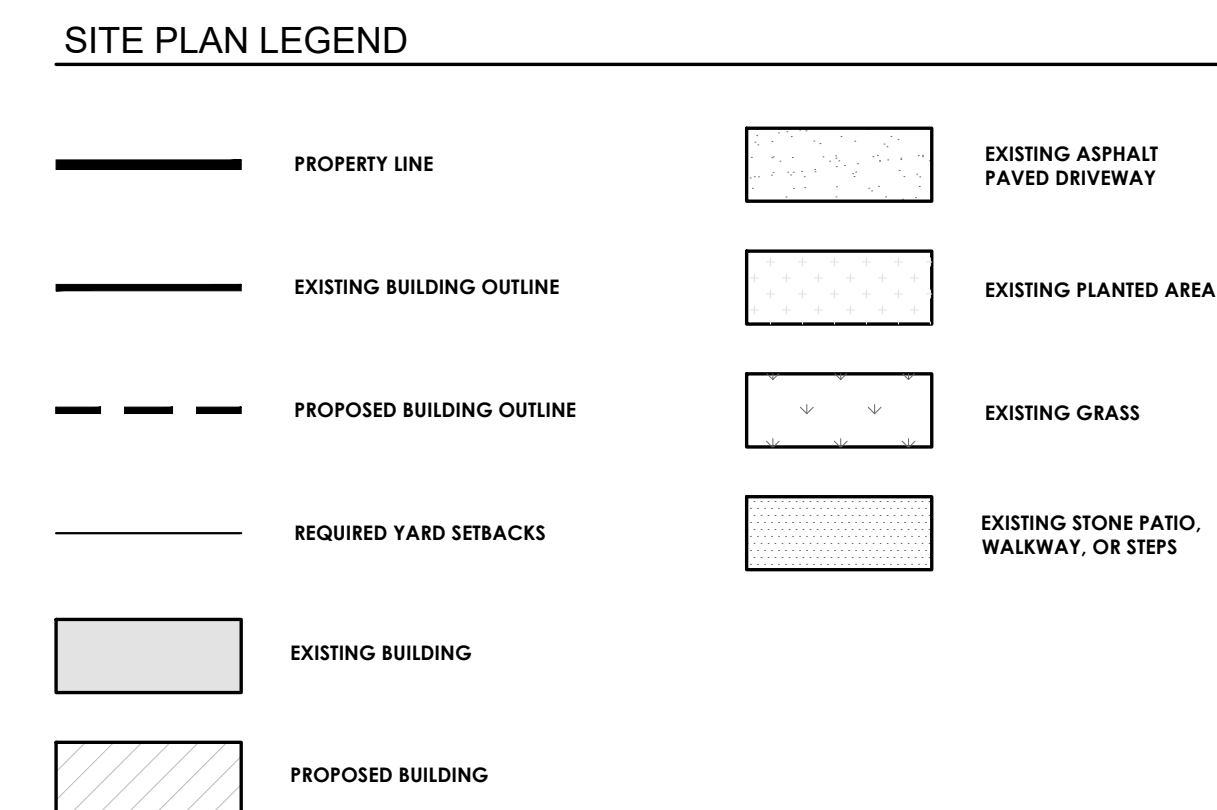 SITE PLAN LEGEND
PROPERTY LINE
EXISTING BUILDING OUTLINE
PROPOSED BUILDING OUTLINE
REQUIRED YARD SETBACKS
EXISTING BUILDING
PROPOSED BUILDING
EXISTING ASPHALT
PAVED DRIVEWAY
EXISTING PLANTED AREA
EXISTING GRASS
EXISTING STONE PATIO,
WALKWAY, OR STEPS